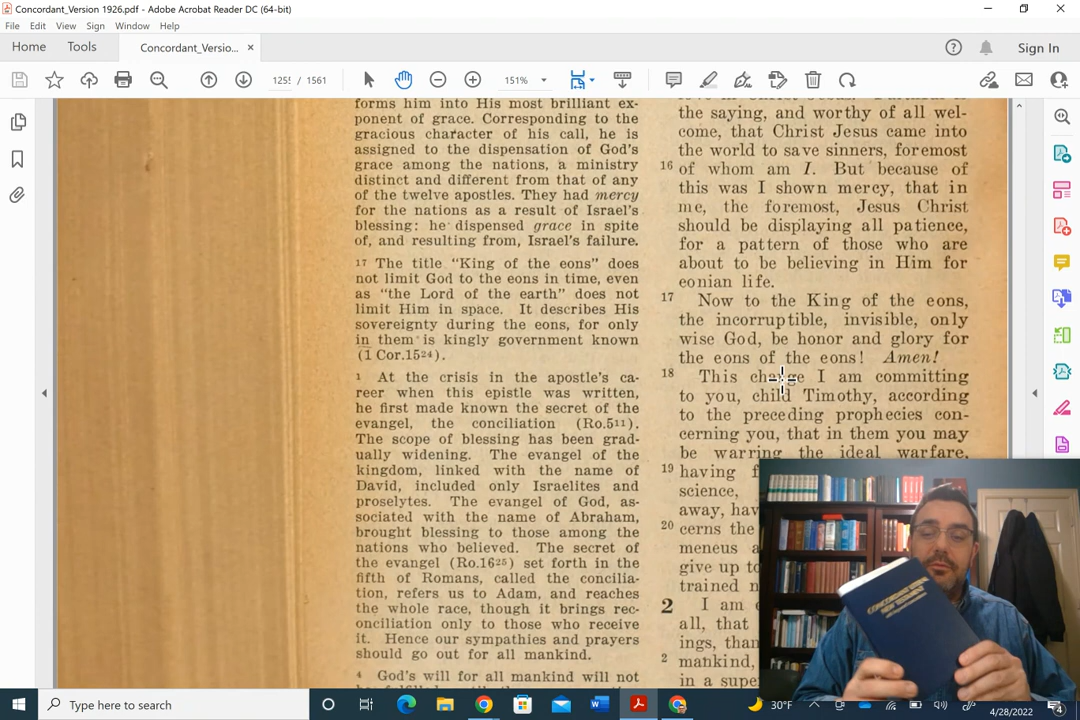 Concordant_Version 1926.pdf - Adobe Acrobat Reader DC (64-bit)
File Edit View Sign Window Help
Home Tools Concordant_Versio... ×
Sign In
1255 / 1561
151%
forms him into His most brilliant ex-
ponent of grace. Corresponding to the
gracious character of his call, he is
assigned to the dispensation of God's
grace among the nations, a ministry
distinct and different from that of any
of the twelve apostles. They had mercy
for the nations as a result of Israel's
blessing: he dispensed grace in spite
of, and resulting from, Israel's failure.
17 The title "King of the eons" does
not limit God to the eons in time, even
as "the Lord of the earth" does not
limit Him in space. It describes His
sovereignty during the eons, for only
in them is kingly government known
(1 Cor.15²⁴).
1 At the crisis in the apostle's ca-
reer when this epistle was written,
he first made known the secret of the
evangel, the conciliation (Ro.5¹¹).
The scope of blessing has been grad-
ually widening. The evangel of the
kingdom, linked with the name of
David, included only Israelites and
proselytes. The evangel of God, as-
sociated with the name of Abraham,
brought blessing to those among the
nations who believed. The secret of
the evangel (Ro.16²⁵) set forth in the
fifth of Romans, called the concilia-
tion, refers us to Adam, and reaches
the whole race, though it brings rec-
onciliation only to those who receive
it. Hence our sympathies and prayers
should go out for all mankind.
4 God's will for all mankind will not
the saying, and worthy of all wel-
come, that Christ Jesus came into
the world to save sinners, foremost
16 of whom am I. But because of
this was I shown mercy, that in
me, the foremost, Jesus Christ
should be displaying all patience,
for a pattern of those who are
about to be believing in Him for
eonian life.
17 Now to the King of the eons,
the incorruptible, invisible, only
wise God, be honor and glory for
the eons of the eons! Amen!
18 This charge I am committing
to you, child Timothy, according
to the preceding prophecies con-
cerning you, that in them you may
be warring the ideal warfare,
19 having
science,
away,
20 cerns the
meneus
give up to
trained
2 I am
all, that
ings,
2 mankind,
in a
Type here to search
30°F
4/28/2022
4